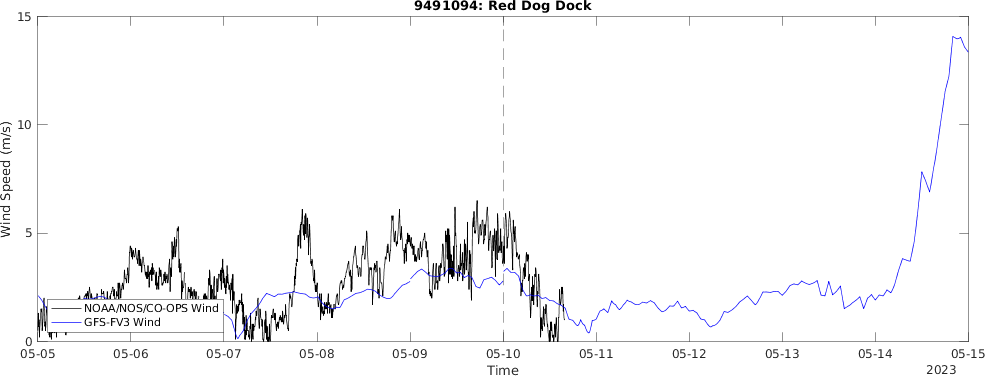 9491094: Red Dog Dock
Wind Speed (m/s)
15
10
5
0
NOAA/NOS/CO-OPS Wind
GFS-FV3 Wind
05-05 05-06 05-07 05-08 05-09 05-10 05-11 05-12 05-13 05-14 05-15
Time
2023